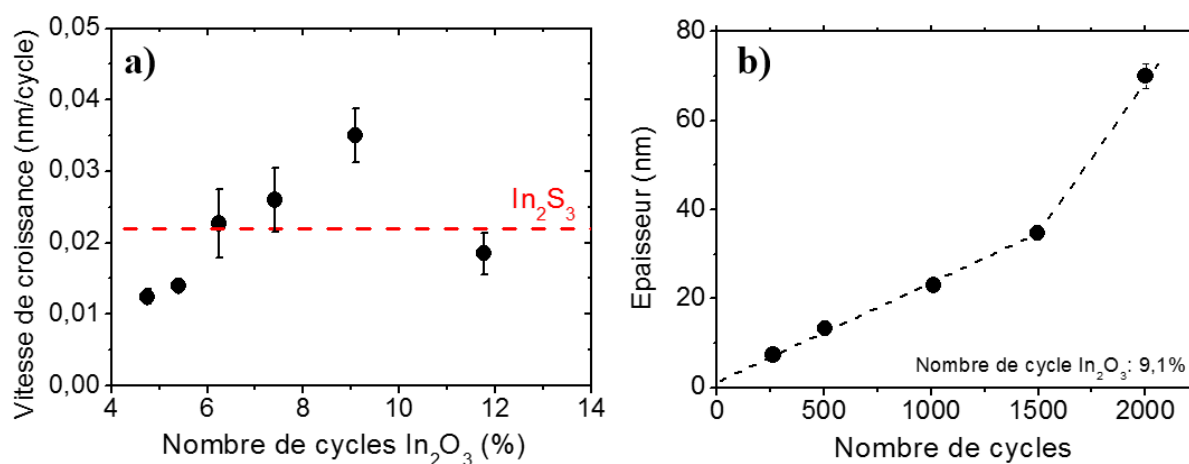 a)
Vitesse de croissance (nm/cycle)
0,05
0,04
0,03
0,02
0,01
0,00
In₂S₃
4 6 8 10 12 14
Nombre de cycles In₂O₃ (%)
b)
Epaisseur (nm)
80
60
40
20
0
Nombre de cycle In₂O₃: 9,1%
0 500 1000 1500 2000
Nombre de cycles